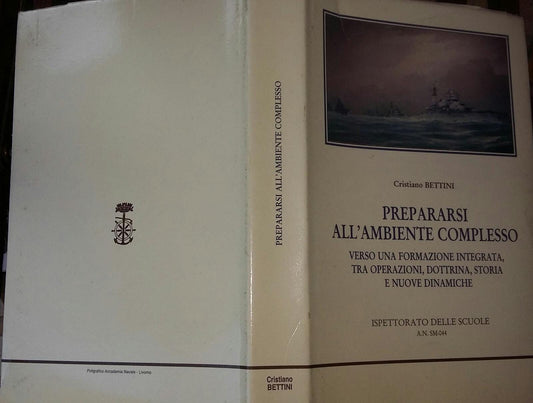 Poligrafico Accademia Navale - Livorno
PREPARARSI ALL'AMBIENTE COMPLESSO
Cristiano
BETTINI
Cristiano BETTINI
PREPARARSI
ALL'AMBIENTE COMPLESSO
VERSO UNA FORMAZIONE INTEGRATA,
TRA OPERAZIONI, DOTTRINA, STORIA
E NUOVE DINAMICHE
ISPETTORATO DELLE SCUOLE
A.N. SM-044